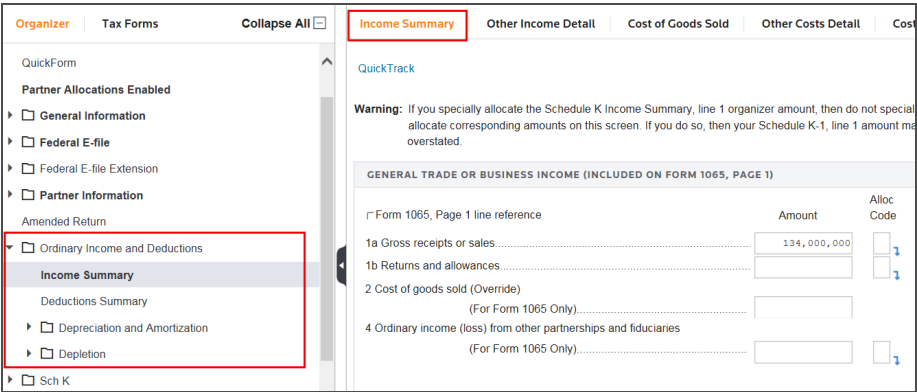 Organizer Tax Forms Collapse All
QuickForm
Partner Allocations Enabled
General Information
Federal E-file
Federal E-file Extension
Partner Information
Amended Return
Ordinary Income and Deductions
Income Summary
Deductions Summary
Depreciation and Amortization
Depletion
Sch K
Income Summary Other Income Detail Cost of Goods Sold Other Costs Detail Cost
QuickTrack
Warning: If you specially allocate the Schedule K Income Summary, line 1 organizer amount, then do not special
allocate corresponding amounts on this screen. If you do so, then your Schedule K-1, line 1 amount ma
overstated.
GENERAL TRADE OR BUSINESS INCOME (INCLUDED ON FORM 1065, PAGE 1)
Alloc
Form 1065, Page 1 line reference Amount Code
1a Gross receipts or sales 134,000,000
1b Returns and allowances
2 Cost of goods sold (Override)
(For Form 1065 Only)
4 Ordinary income (loss) from other partnerships and fiduciaries
(For Form 1065 Only)